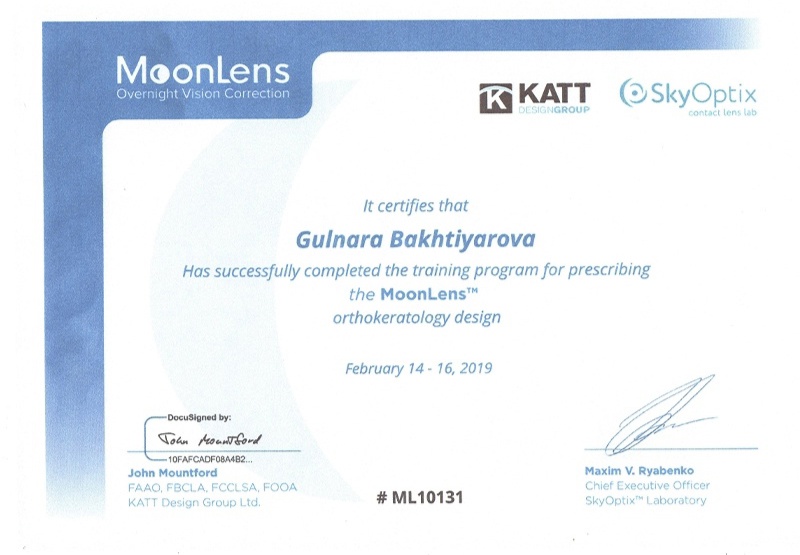 MoonLens
Overnight Vision Correction
KATT
DESIGNGROUP
SkyOptix
contact lens lab
It certifies that
Gulnara Bakhtiyarova
Has successfully completed the training program for prescribing
the MoonLens™
orthokeratology design
February 14 - 16, 2019
DocuSigned by:
John Mountford
10FAFCADF08A4B2...
John Mountford
FAAO, FBCLA, FCCLSA, FOOA
KATT Design Group Ltd.
# ML10131
Maxim V. Ryabenko
Chief Executive Officer
SkyOptix™ Laboratory